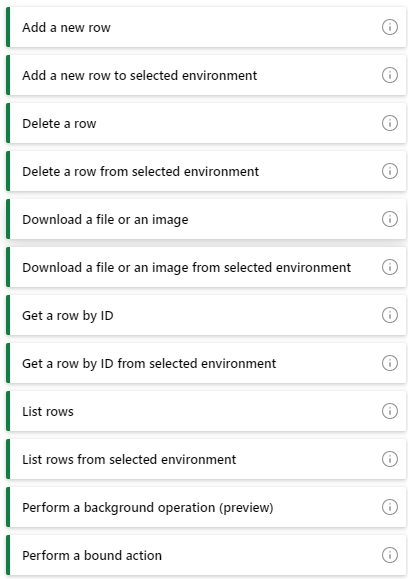 Add a new row
Add a new row to selected environment
Delete a row
Delete a row from selected environment
Download a file or an image
Download a file or an image from selected environment
Get a row by ID
Get a row by ID from selected environment
List rows
List rows from selected environment
Perform a background operation (preview)
Perform a bound action